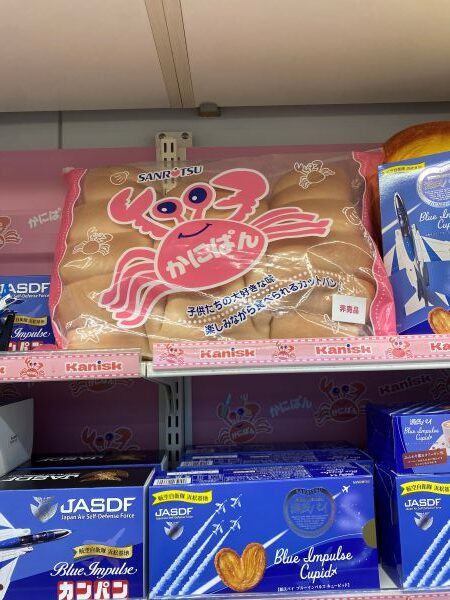 SANRITSU
かにぱん
子供たちの大好きな味
楽しみながら食べられるカットパン!
非売品
Blue Impulse
Cupid
JASDF
Kanisk
Kanisk
Kanisk
かにぱん
かにぱん
Blue Impulse
Cupid
JASDF
Japan Air Self-Defense Force
航空自衛隊 浜松基地
Blue Impulse
カンパン
航空自衛隊 浜松基地
JASDF
Blue Impulse
Cupid
JASDF